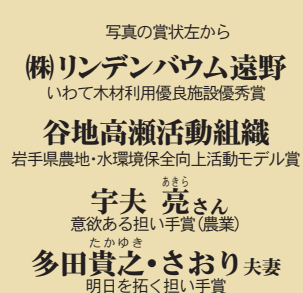 写真の賞状左から
㈱リンデンバウム遠野
いわて木材利用優良施設優秀賞
谷地高瀬活動組織
岩手県農地・水環境保全向上活動モデル賞
あきら
宇夫 亮さん
意欲ある担い手賞(農業)
たかゆき
多田貴之・さおり夫妻
明日を拓く担い手賞